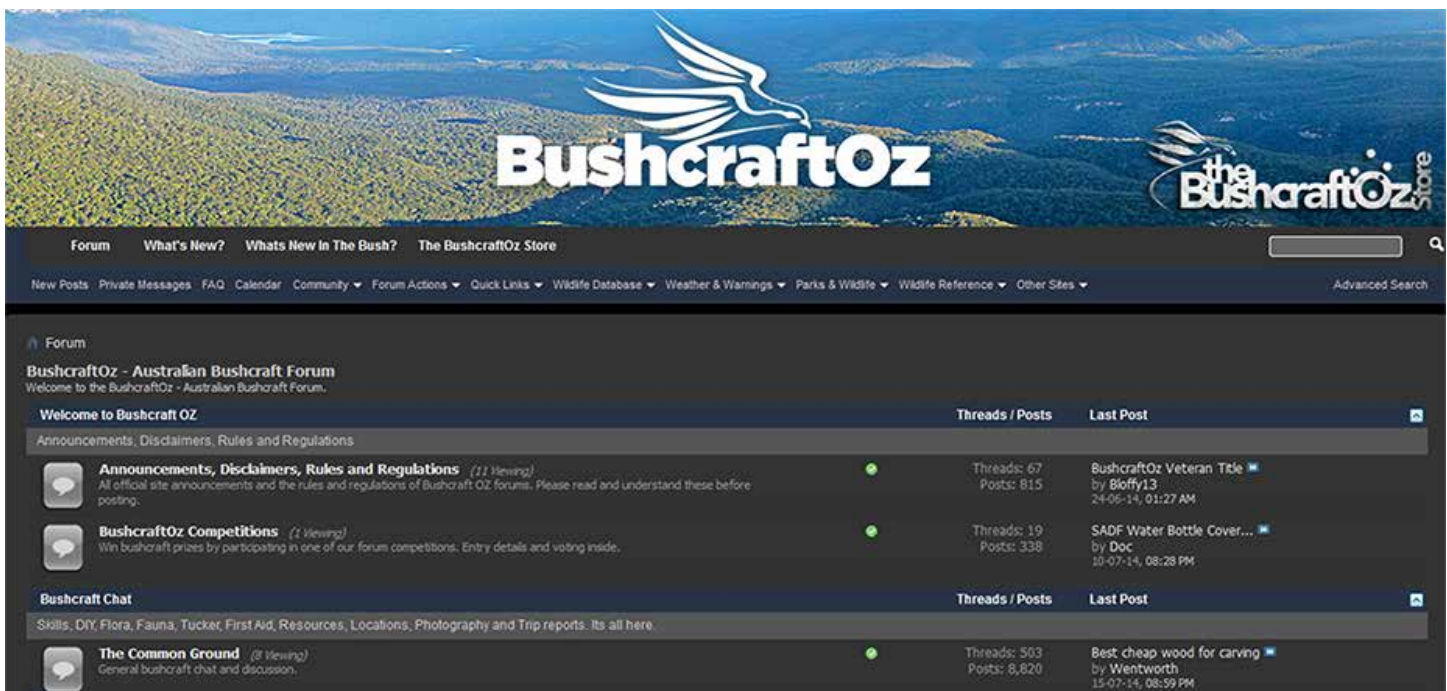 BushcraftOz
the
BushcraftOz
Store
Forum What's New? Whats New In The Bush? The BushcraftOz Store
New Posts Private Messages FAQ Calendar Community Forum Actions Quick Links Wildlife Database Weather & Warnings Parks & Wildlife Wildlife Reference Other Sites Advanced Search
Forum
BushcraftOz - Australian Bushcraft Forum
Welcome to the BushcraftOz - Australian Bushcraft Forum.
Welcome to Bushcraft OZ Threads / Posts Last Post
Announcements, Disclaimers, Rules and Regulations
Announcements, Disclaimers, Rules and Regulations (11 Viewing) Threads: 67 BushcraftOz Veteran Title
All official site announcements and the rules and regulations of Bushcraft OZ forums. Please read and understand these before Posts: 815 by Bloffy13
posting. 24-06-14, 01:27 AM
BushcraftOz Competitions (1 Viewing) Threads: 19 SADF Water Bottle Cover...
Win bushcraft prizes by participating in one of our forum competitions. Entry details and voting inside. Posts: 338 by Doc
10-07-14, 08:28 PM
Bushcraft Chat Threads / Posts Last Post
Skills, DIY, Flora, Fauna, Tucker, First Aid, Resources, Locations, Photography and Trip reports. Its all here.
The Common Ground (8 Viewing) Threads: 503 Best cheap wood for carving
General bushcraft chat and discussion. Posts: 8,820 by Wentworth
15-07-14, 08:59 PM